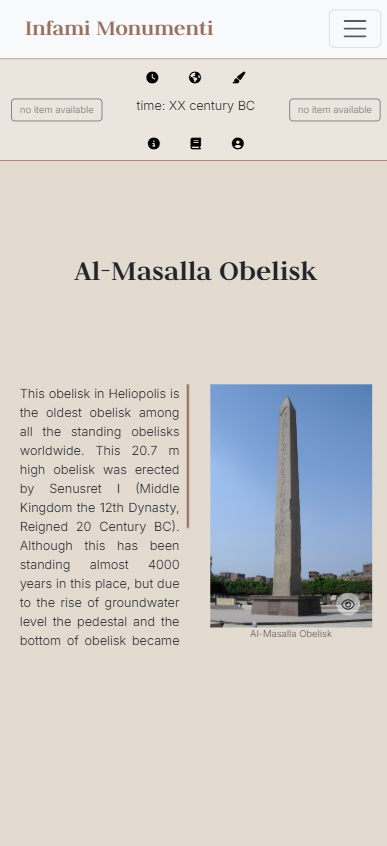 Infami Monumenti
no item available
time: XX century BC
no item available
Al-Masalla Obelisk
This obelisk in Heliopolis is
the oldest obelisk among
all the standing obelisks
worldwide. This 20.7 m
high obelisk was erected
by Senusret I (Middle
Kingdom the 12th Dynasty,
Reigned 20 Century BC).
Although this has been
standing almost 4000
years in this place, but due
to the rise of groundwater
level the pedestal and the
bottom of obelisk became
Al-Masalla Obelisk